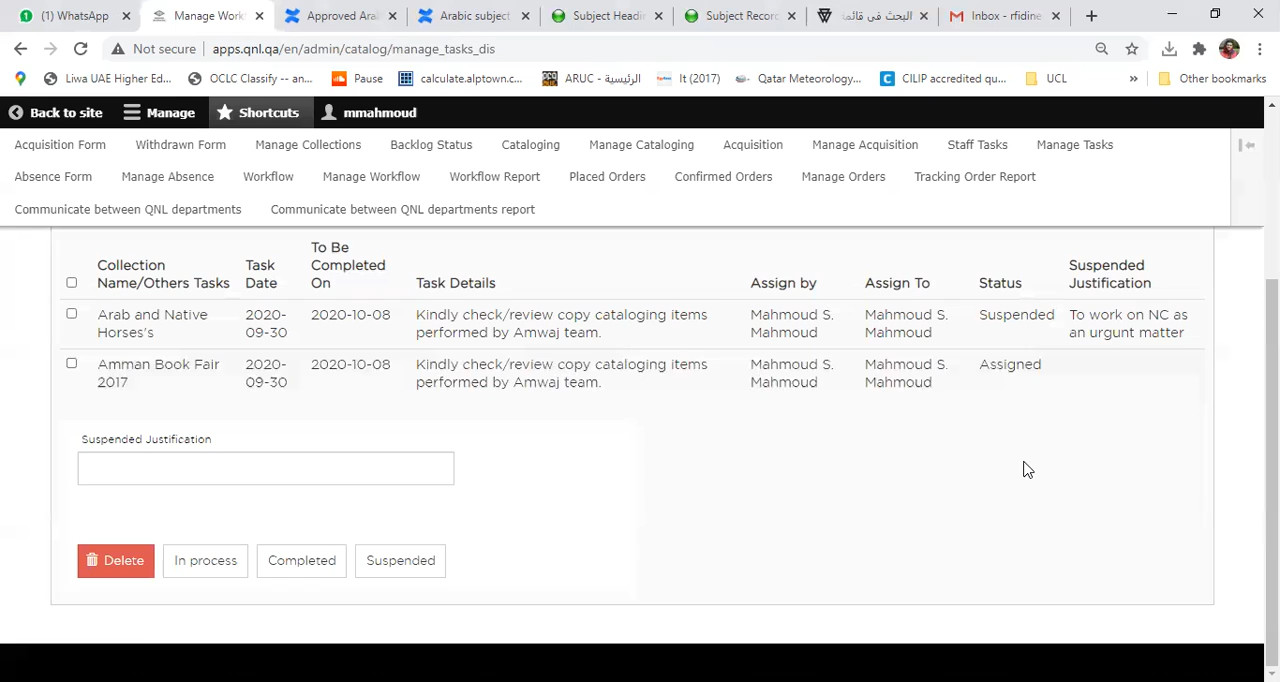 (1) WhatsApp
Manage Work
Approved Ara
Arabic subject
Subject Headi
Subject Recor
البحث في قائمة
Inbox - rfidine
Not secure
apps.qnl.qa/en/admin/catalog/manage_tasks_dis
Liwa UAE Higher Ed...
OCLC Classify -- an...
Pause
calculate.alptown.c...
ARUC - الرئيسية
It (2017)
Qatar Meteorology...
CILIP accredited qu...
UCL
»
Other bookmarks
Back to site
Manage
Shortcuts
mmahmoud
Acquisition Form
Withdrawn Form
Manage Collections
Backlog Status
Cataloging
Manage Cataloging
Acquisition
Manage Acquisition
Staff Tasks
Manage Tasks
Absence Form
Manage Absence
Workflow
Manage Workflow
Workflow Report
Placed Orders
Confirmed Orders
Manage Orders
Tracking Order Report
Communicate between QNL departments
Communicate between QNL departments report
Collection
Name/Others Tasks
Task
Date
To Be
Completed
On
Task Details
Assign by
Assign To
Status
Suspended
Justification
Arab and Native
Horses's
2020-
09-30
2020-10-08
Kindly check/review copy cataloging items
performed by Amwaj team.
Mahmoud S.
Mahmoud
Mahmoud S.
Mahmoud
Suspended
To work on NC as
an urgunt matter
Amman Book Fair
2017
2020-
09-30
2020-10-08
Kindly check/review copy cataloging items
performed by Amwaj team.
Mahmoud S.
Mahmoud
Mahmoud S.
Mahmoud
Assigned
Suspended Justification
Delete
In process
Completed
Suspended